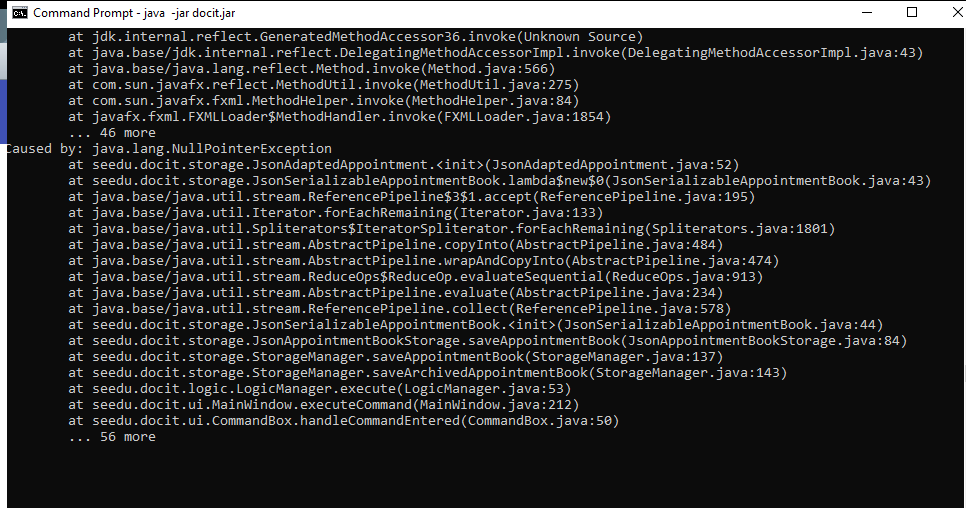 Command Prompt - java -jar docit.jar
at jdk.internal.reflect.GeneratedMethodAccessor36.invoke(Unknown Source)
at java.base/jdk.internal.reflect.DelegatingMethodAccessorImpl.invoke(DelegatingMethodAccessorImpl.java:43)
at java.base/java.lang.reflect.Method.invoke(Method.java:566)
at com.sun.javafx.reflect.MethodUtil.invoke(MethodUtil.java:275)
at com.sun.javafx.fxml.MethodHelper.invoke(MethodHelper.java:84)
at javafx.fxml.FXMLLoader$MethodHandler.invoke(FXMLLoader.java:1854)
... 46 more
Caused by: java.lang.NullPointerException
at seedu.docit.storage.JsonAdaptedAppointment.<init>(JsonAdaptedAppointment.java:52)
at seedu.docit.storage.JsonSerializableAppointmentBook.lambda$new$0(JsonSerializableAppointmentBook.java:43)
at java.base/java.util.stream.ReferencePipeline$3$1.accept(ReferencePipeline.java:195)
at java.base/java.util.Iterator.forEachRemaining(Iterator.java:133)
at java.base/java.util.Spliterators$IteratorSpliterator.forEachRemaining(Spliterators.java:1801)
at java.base/java.util.stream.AbstractPipeline.copyInto(AbstractPipeline.java:484)
at java.base/java.util.stream.AbstractPipeline.wrapAndCopyInto(AbstractPipeline.java:474)
at java.base/java.util.stream.ReduceOps$ReduceOp.evaluateSequential(ReduceOps.java:913)
at java.base/java.util.stream.AbstractPipeline.evaluate(AbstractPipeline.java:234)
at java.base/java.util.stream.ReferencePipeline.collect(ReferencePipeline.java:578)
at seedu.docit.storage.JsonSerializableAppointmentBook.<init>(JsonSerializableAppointmentBook.java:44)
at seedu.docit.storage.JsonAppointmentBookStorage.saveAppointmentBook(JsonAppointmentBookStorage.java:84)
at seedu.docit.storage.StorageManager.saveAppointmentBook(StorageManager.java:137)
at seedu.docit.storage.StorageManager.saveArchivedAppointmentBook(StorageManager.java:143)
at seedu.docit.logic.LogicManager.execute(LogicManager.java:53)
at seedu.docit.ui.MainWindow.executeCommand(MainWindow.java:212)
at seedu.docit.ui.CommandBox.handleCommandEntered(CommandBox.java:50)
... 56 more